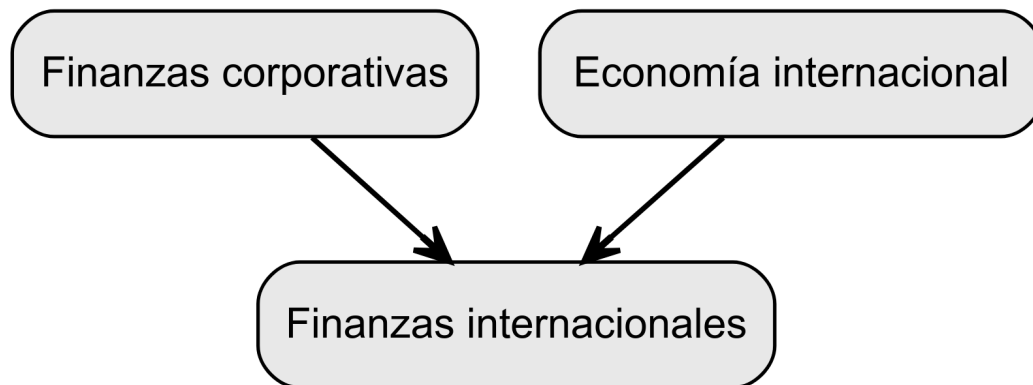 Finanzas corporativas
Economía internacional
Finanzas internacionales